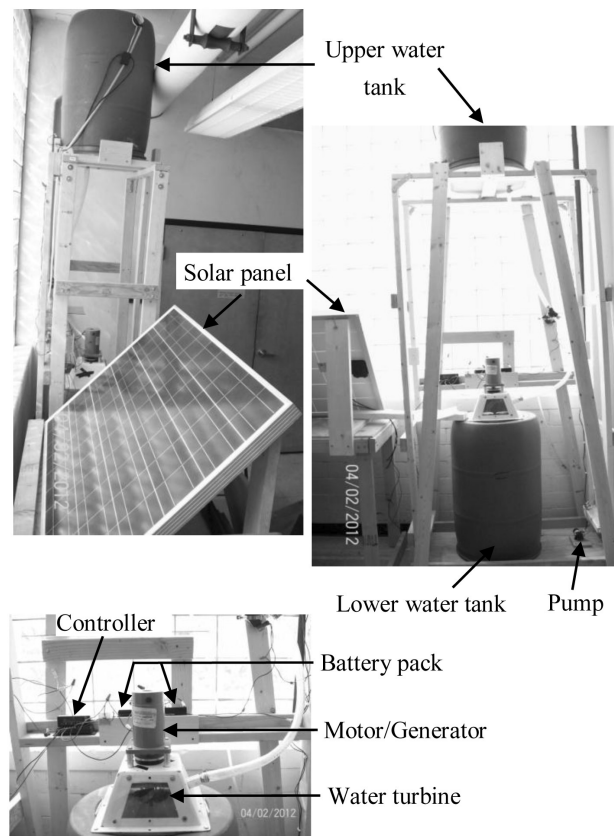 Upper water
tank
Solar panel
04/02/2012
04/02/2012
Lower water tank
Pump
Controller
Battery pack
Motor/Generator
Water turbine
04/02/2012